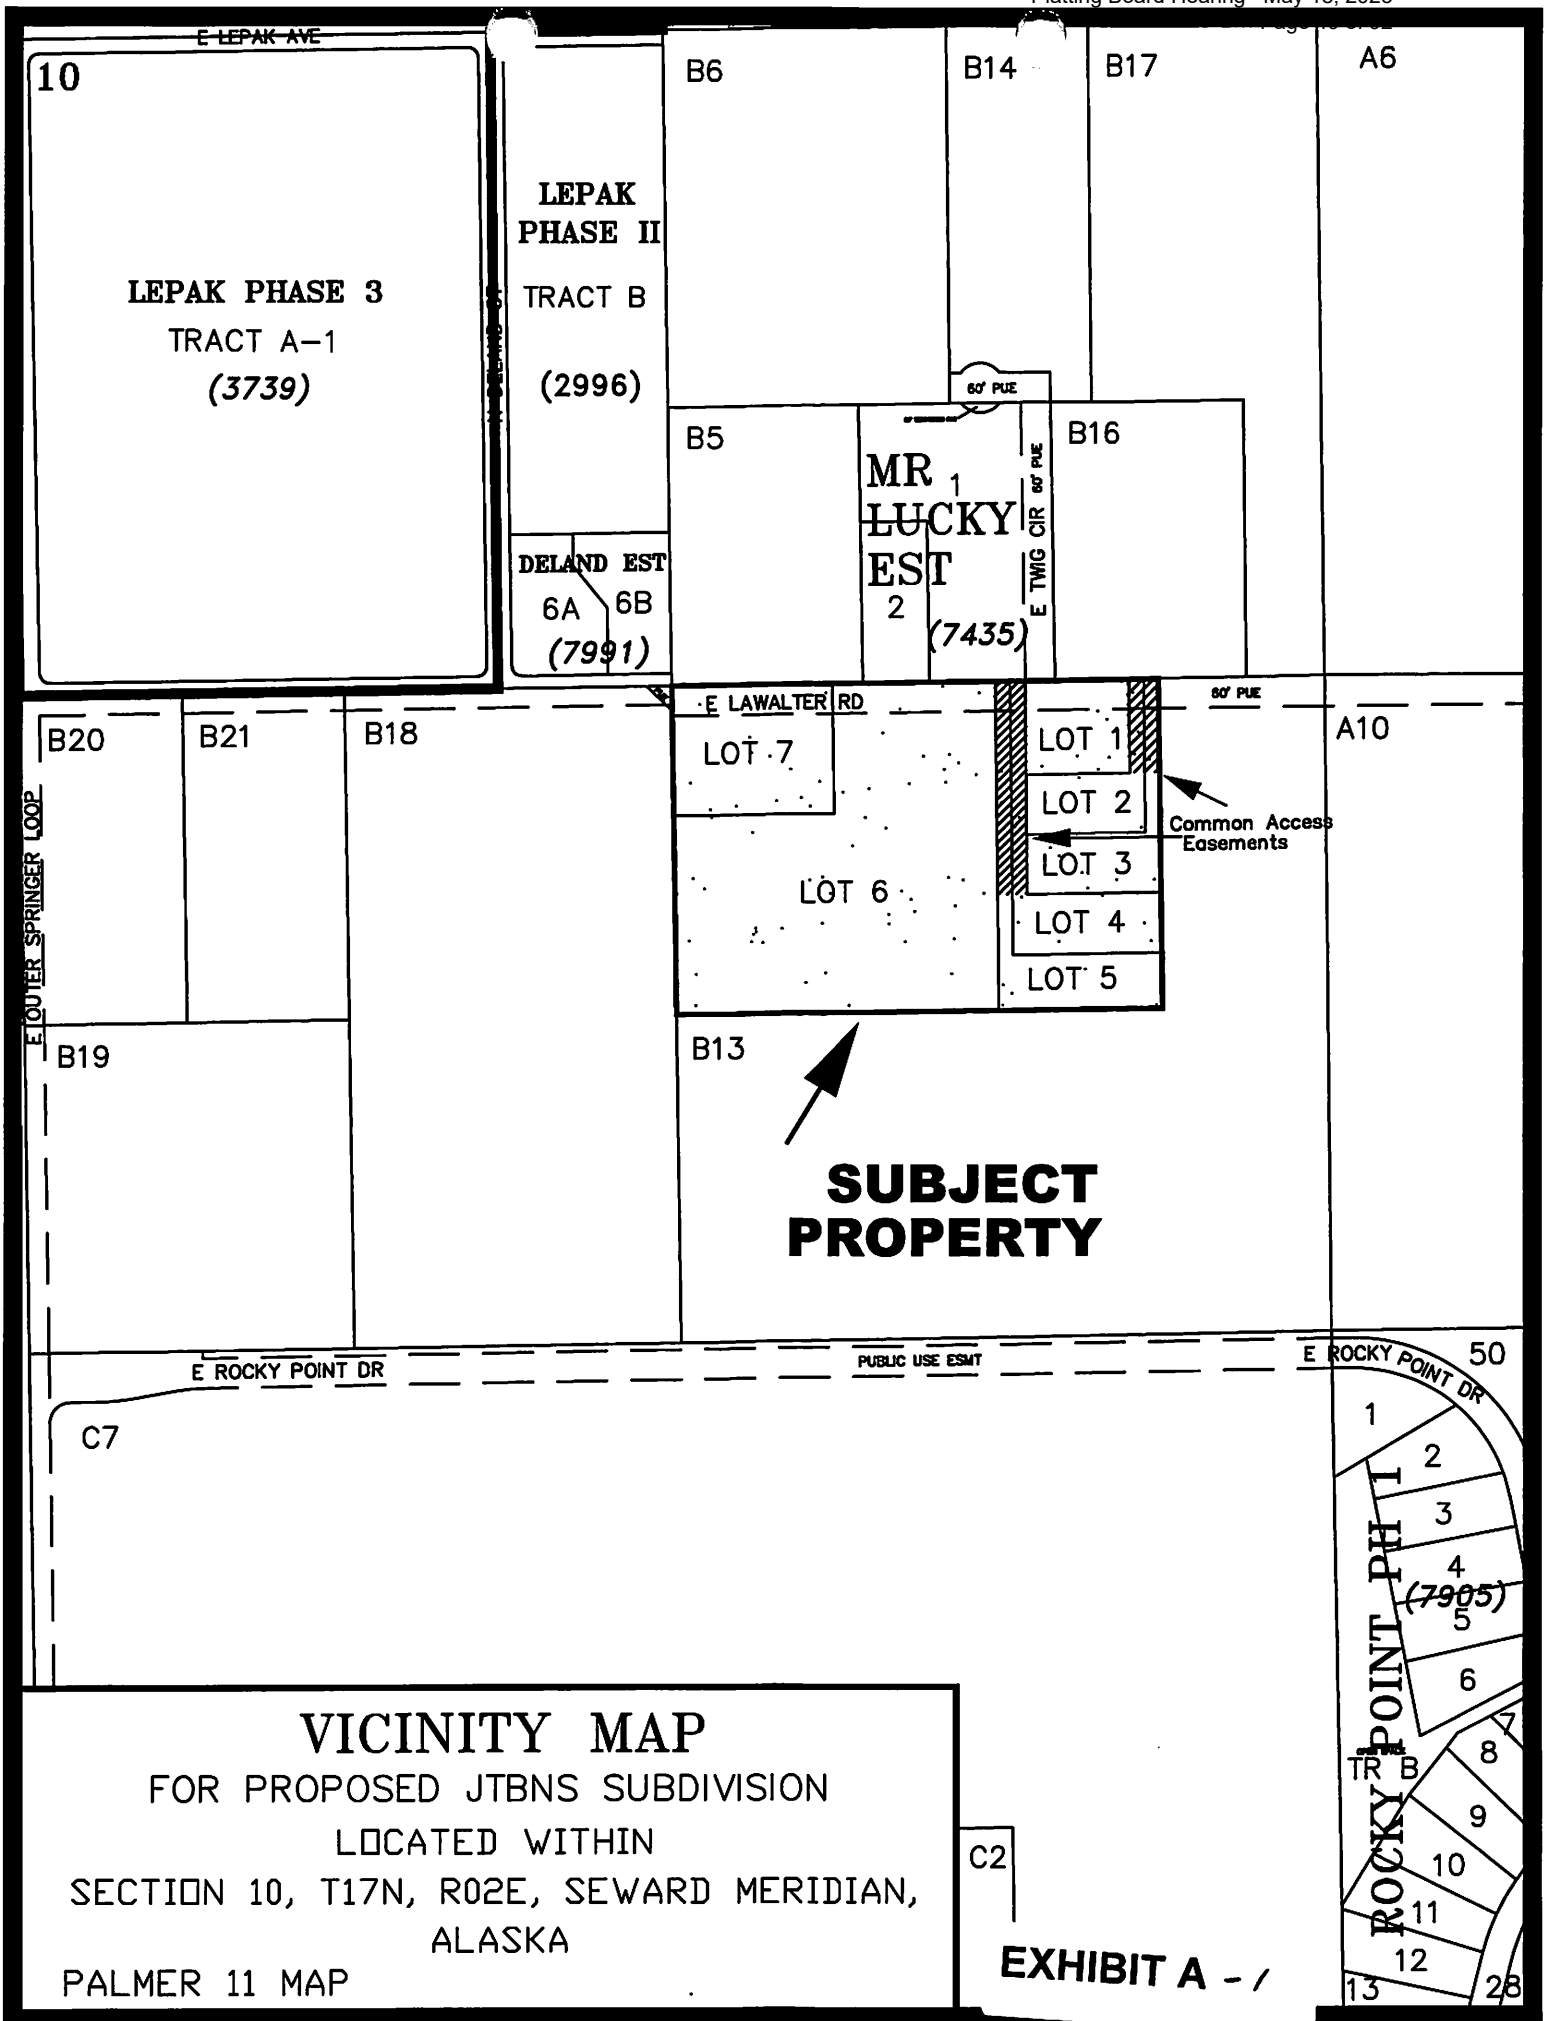 E LEPAK AVE
10
B6
B14
B17
A6
LEPAK
PHASE II
TRACT B
(2996)
LEPAK PHASE 3
TRACT A-1
(3739)
60' PUE
B5
MR
LUCKY
EST
1
2
(7435)
E TWIG CIR 60' PUE
B16
DELAND EST
6A
6B
(7991)
E LAWALTER RD
60' PUE
B20
B21
B18
LOT 7
LOT 1
A10
LOT 2
Common Access
Easements
LOT 3
LOT 6
LOT 4
LOT 5
E OUTER SPRINGER LOOP
B19
B13
SUBJECT
PROPERTY
E ROCKY POINT DR
PUBLIC USE ESMT
E ROCKY POINT DR
50
C7
1
2
3
4
(7905)
5
6
7
8
9
10
11
12
13
28
ROCKY POINT PH 1
TR B
VICINITY MAP
FOR PROPOSED JTBNS SUBDIVISION
LOCATED WITHIN
SECTION 10, T17N, R02E, SEWARD MERIDIAN,
ALASKA
PALMER 11 MAP
C2
EXHIBIT A - 1